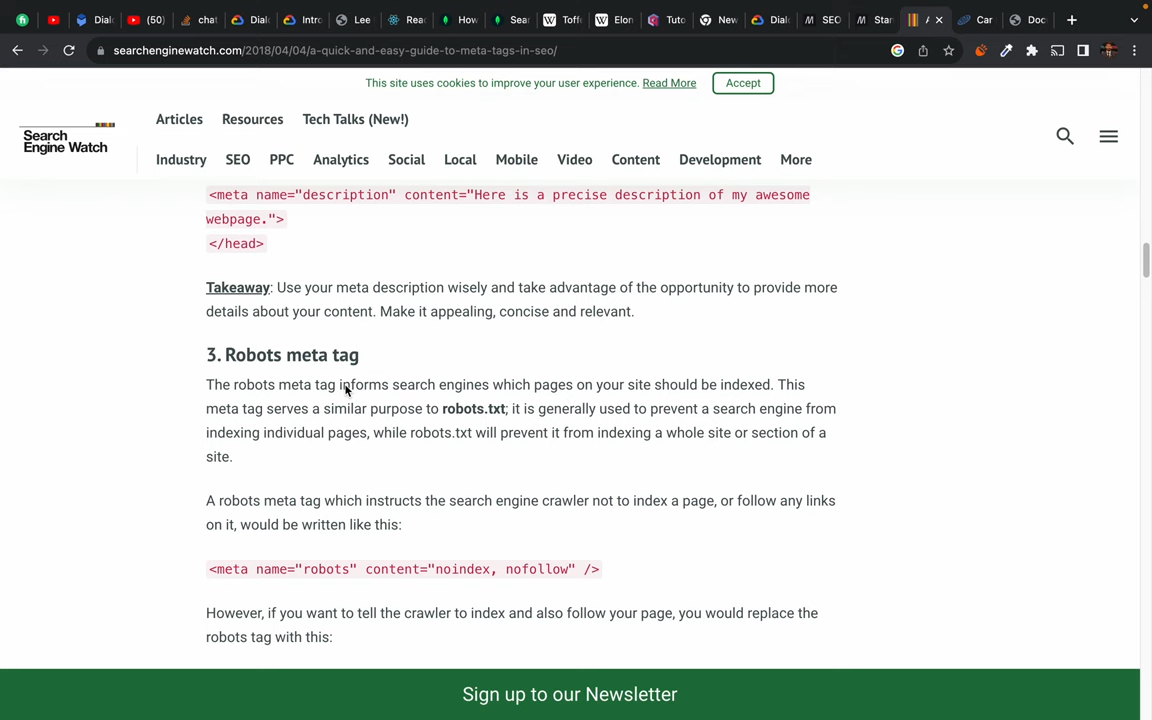 Dialo
(50)
chat
Dialo
Intro
Lee
Reac
How
Sear
Toffe
Elon
Tuto
New
Dialo
SEO
Star
A
Car
Doc
searchenginewatch.com/2018/04/04/a-quick-and-easy-guide-to-meta-tags-in-seo/
This site uses cookies to improve your user experience. Read More Accept
Search Engine Watch
Articles Resources Tech Talks (New!)
Industry SEO PPC Analytics Social Local Mobile Video Content Development More
<meta name="description" content="Here is a precise description of my awesome
webpage.">
</head>
Takeaway: Use your meta description wisely and take advantage of the opportunity to provide more
details about your content. Make it appealing, concise and relevant.
3. Robots meta tag
The robots meta tag informs search engines which pages on your site should be indexed. This
meta tag serves a similar purpose to robots.txt; it is generally used to prevent a search engine from
indexing individual pages, while robots.txt will prevent it from indexing a whole site or section of a
site.
A robots meta tag which instructs the search engine crawler not to index a page, or follow any links
on it, would be written like this:
<meta name="robots" content="noindex, nofollow" />
However, if you want to tell the crawler to index and also follow your page, you would replace the
robots tag with this:
Sign up to our Newsletter